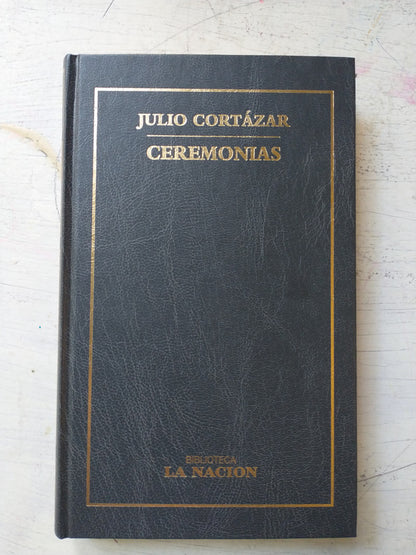 JULIO CORTÁZAR
CEREMONIAS
BIBLIOTECA
LA NACION